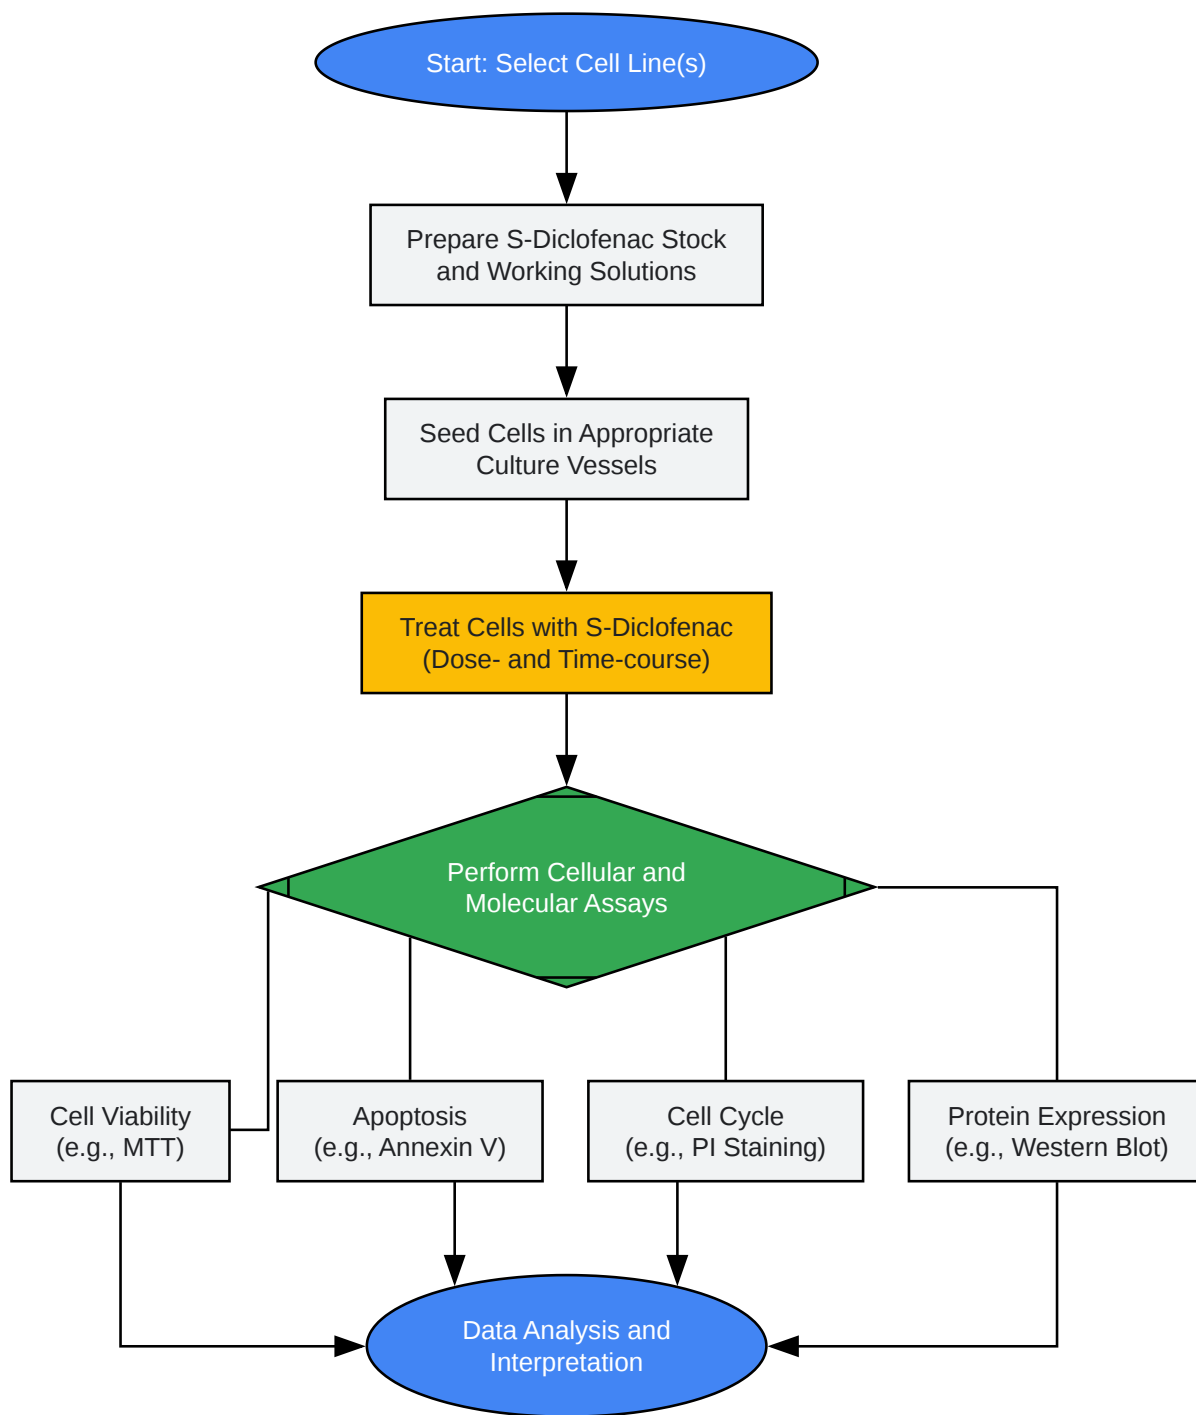 Start: Select Cell Line(s)
Prepare S-Diclofenac Stock
and Working Solutions
Seed Cells in Appropriate
Culture Vessels
Treat Cells with S-Diclofenac
(Dose- and Time-course)
Perform Cellular and
Molecular Assays
Cell Viability
(e.g., MTT)
Apoptosis
(e.g., Annexin V)
Cell Cycle
(e.g., PI Staining)
Protein Expression
(e.g., Western Blot)
Data Analysis and
Interpretation